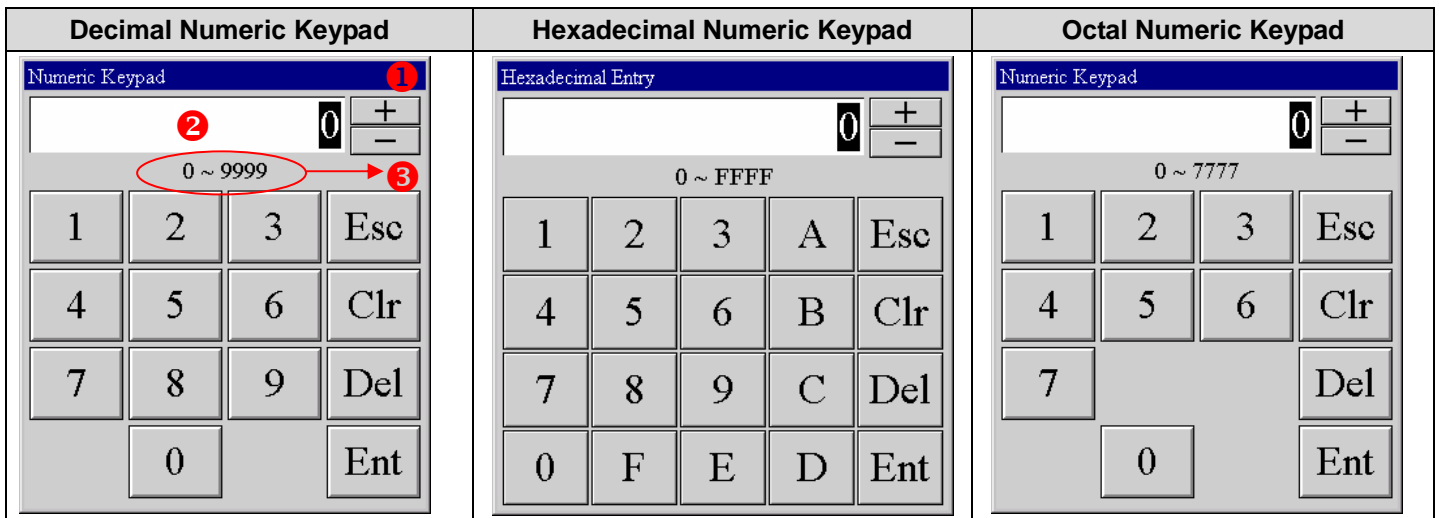 Decimal Numeric Keypad Hexadecimal Numeric Keypad Octal Numeric Keypad
Numeric Keypad 1
2 0 + −
0 ~ 9999 3
1 2 3 Esc
4 5 6 Clr
7 8 9 Del
0 Ent
Hexadecimal Entry
0 + −
0 ~ FFFF
1 2 3 A Esc
4 5 6 B Clr
7 8 9 C Del
0 F E D Ent
Numeric Keypad
0 + −
0 ~ 7777
1 2 3 Esc
4 5 6 Clr
7 Del
0 Ent